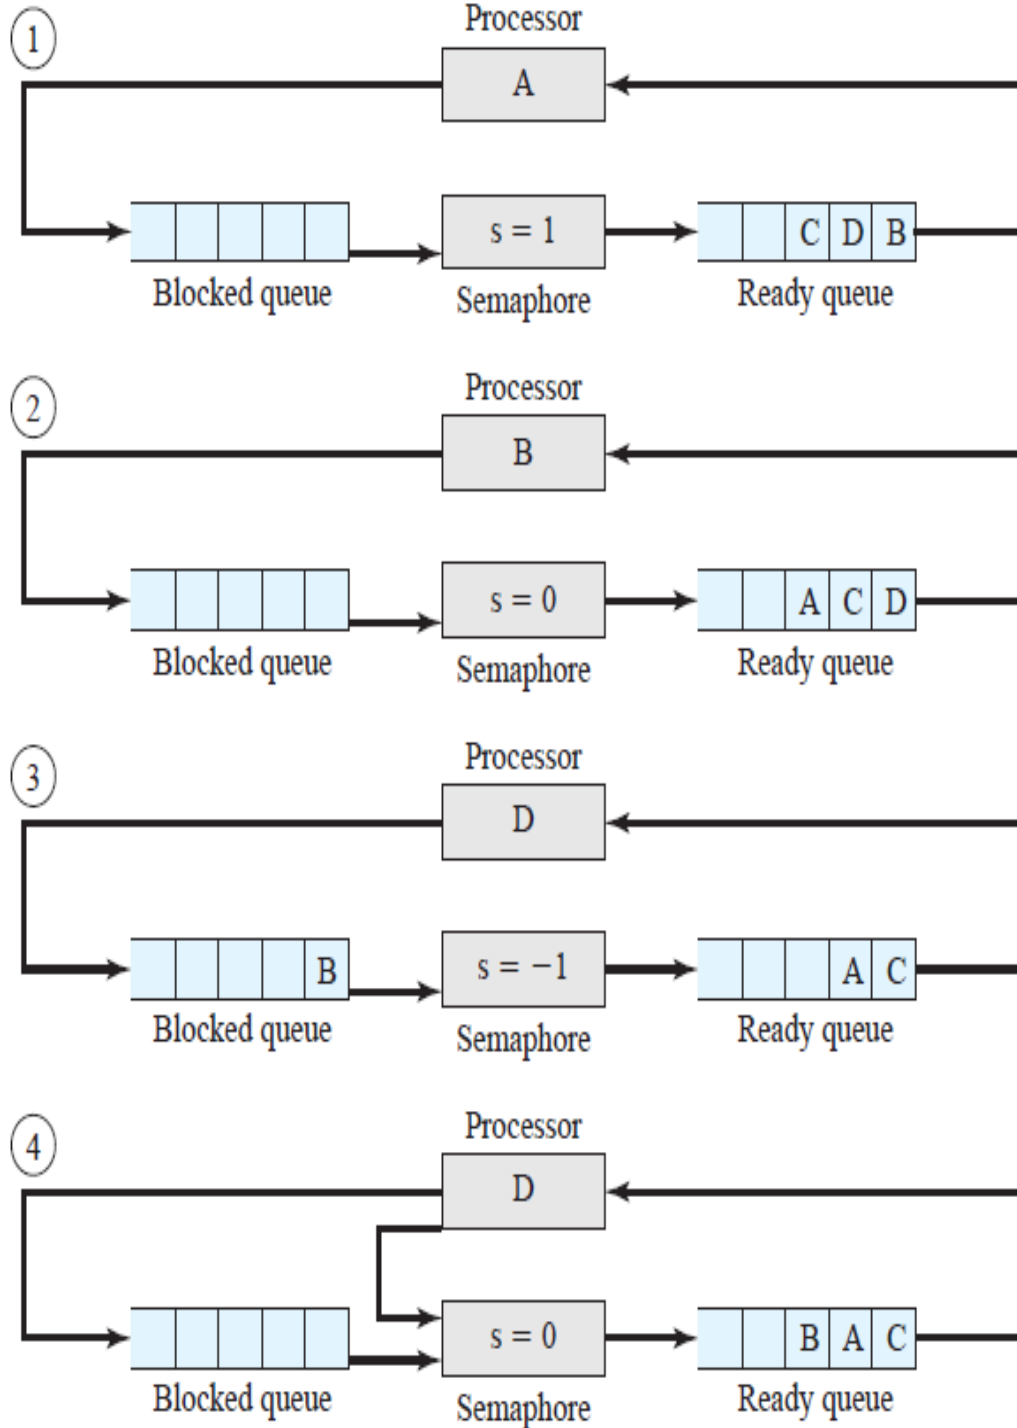 1
Processor
A
s = 1
C D B
Blocked queue
Semaphore
Ready queue
2
Processor
B
s = 0
A C D
Blocked queue
Semaphore
Ready queue
3
Processor
D
B
s = −1
A C
Blocked queue
Semaphore
Ready queue
4
Processor
D
s = 0
B A C
Blocked queue
Semaphore
Ready queue